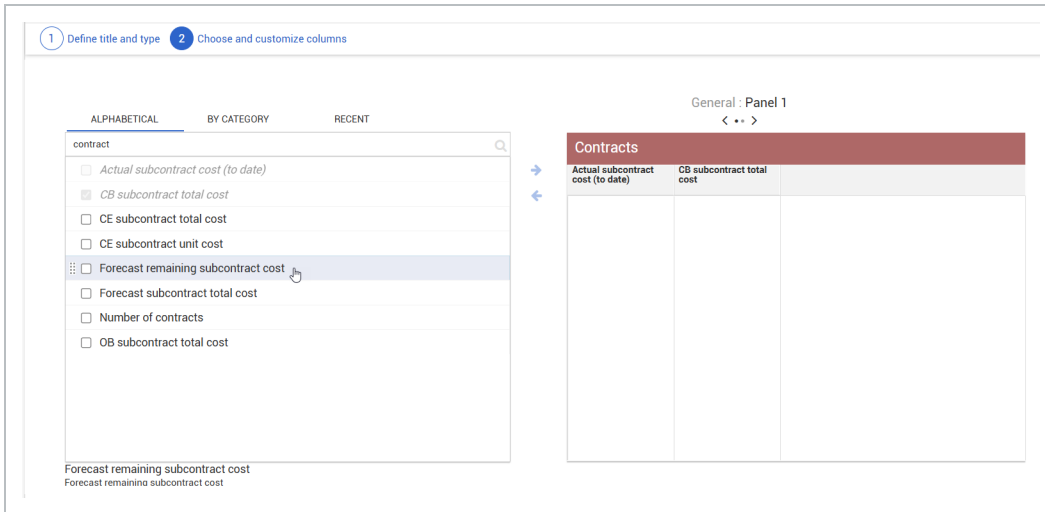 1 Define title and type 2 Choose and customize columns
General : Panel 1
ALPHABETICAL BY CATEGORY RECENT
contract
Contracts
Actual subcontract cost (to date)
CB subcontract total cost
CE subcontract total cost
CE subcontract unit cost
Forecast remaining subcontract cost
Forecast subcontract total cost
Number of contracts
OB subcontract total cost
Actual subcontract
cost (to date)
CB subcontract total
cost
Forecast remaining subcontract cost
Forecast remaining subcontract cost